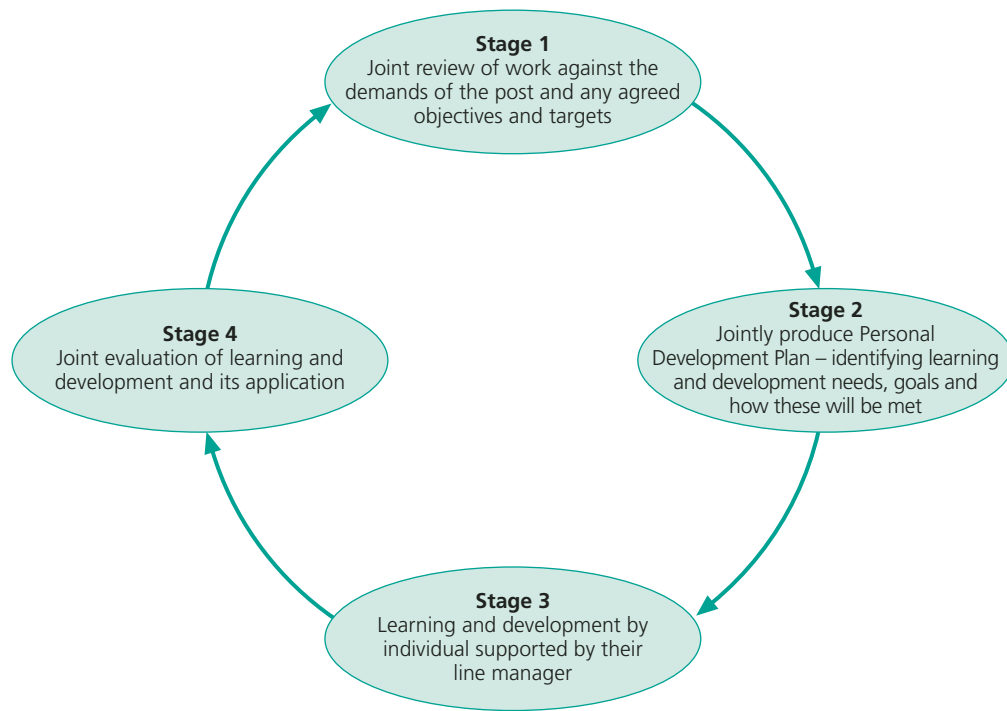 Stage 1
Joint review of work against the
demands of the post and any agreed
objectives and targets
Stage 2
Jointly produce Personal
Development Plan – identifying learning
and development needs, goals and
how these will be met
Stage 3
Learning and development by
individual supported by their
line manager
Stage 4
Joint evaluation of learning and
development and its application